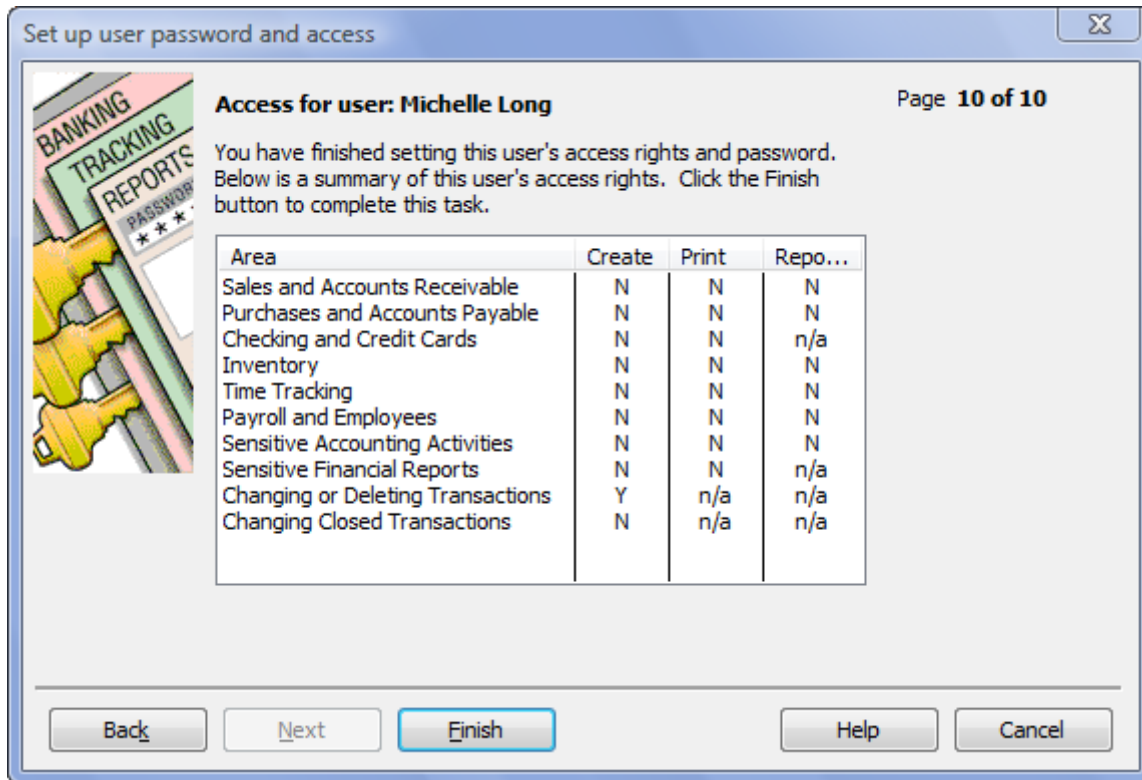 Set up user password and access
BANKING
TRACKING
REPORTS
PASSWOR
* * *
Access for user: Michelle Long
Page 10 of 10
You have finished setting this user's access rights and password.
Below is a summary of this user's access rights. Click the Finish
button to complete this task.
Area Create Print Repo...
Sales and Accounts Receivable N N N
Purchases and Accounts Payable N N N
Checking and Credit Cards N N n/a
Inventory N N N
Time Tracking N N N
Payroll and Employees N N N
Sensitive Accounting Activities N N N
Sensitive Financial Reports N N n/a
Changing or Deleting Transactions Y n/a n/a
Changing Closed Transactions N n/a n/a
Back Next Finish Help Cancel